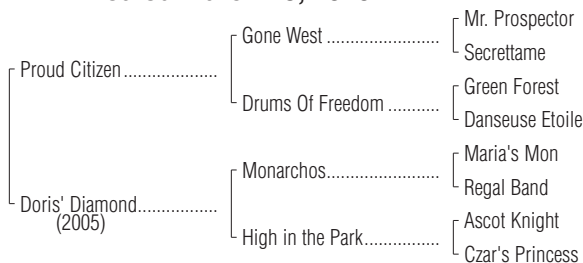 Mr. Prospector
Gone West
Secrettame
Proud Citizen
Green Forest
Drums Of Freedom
Danseuse Etoile
Maria's Mon
Monarchos
Regal Band
Doris' Diamond
(2005)
Ascot Knight
High in the Park
Czar's Princess